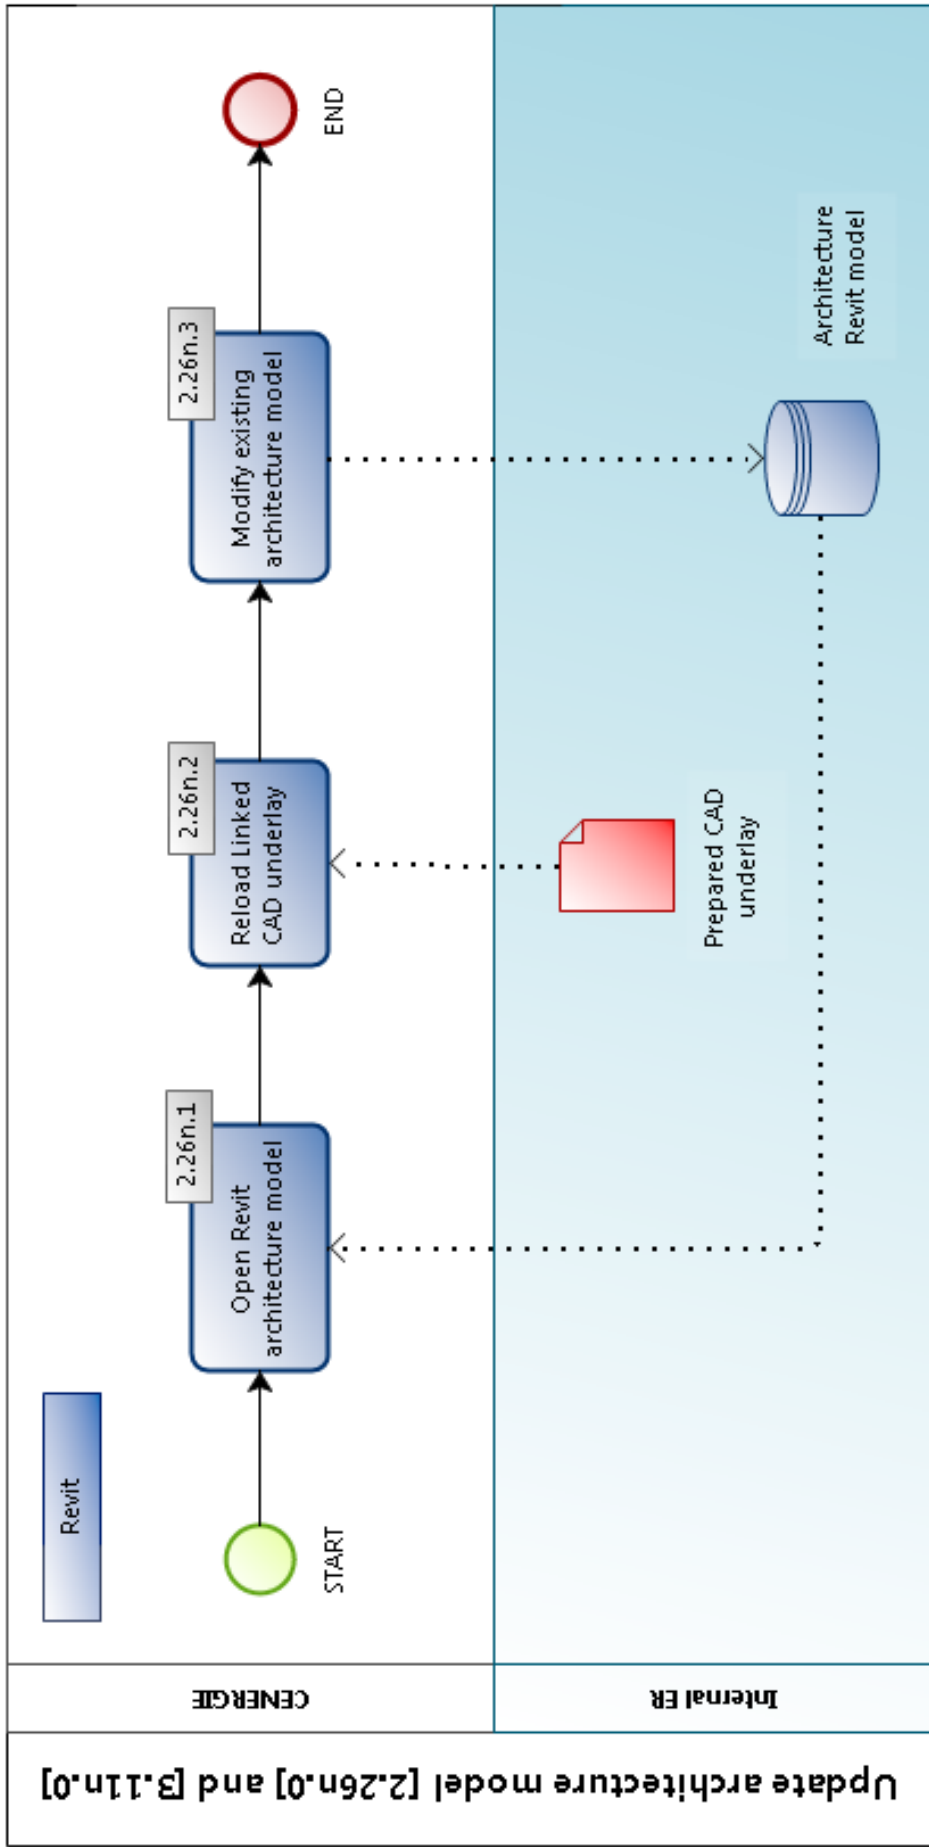 Update architecture model [2.26n.0] and [3.11n.0]
CENERGIE
Internal ER
Revit
START
2.26n.1
Open Revit
architecture model
2.26n.2
Reload Linked
CAD underlay
2.26n.3
Modify existing
architecture model
END
Prepared CAD
underlay
Architecture
Revit model